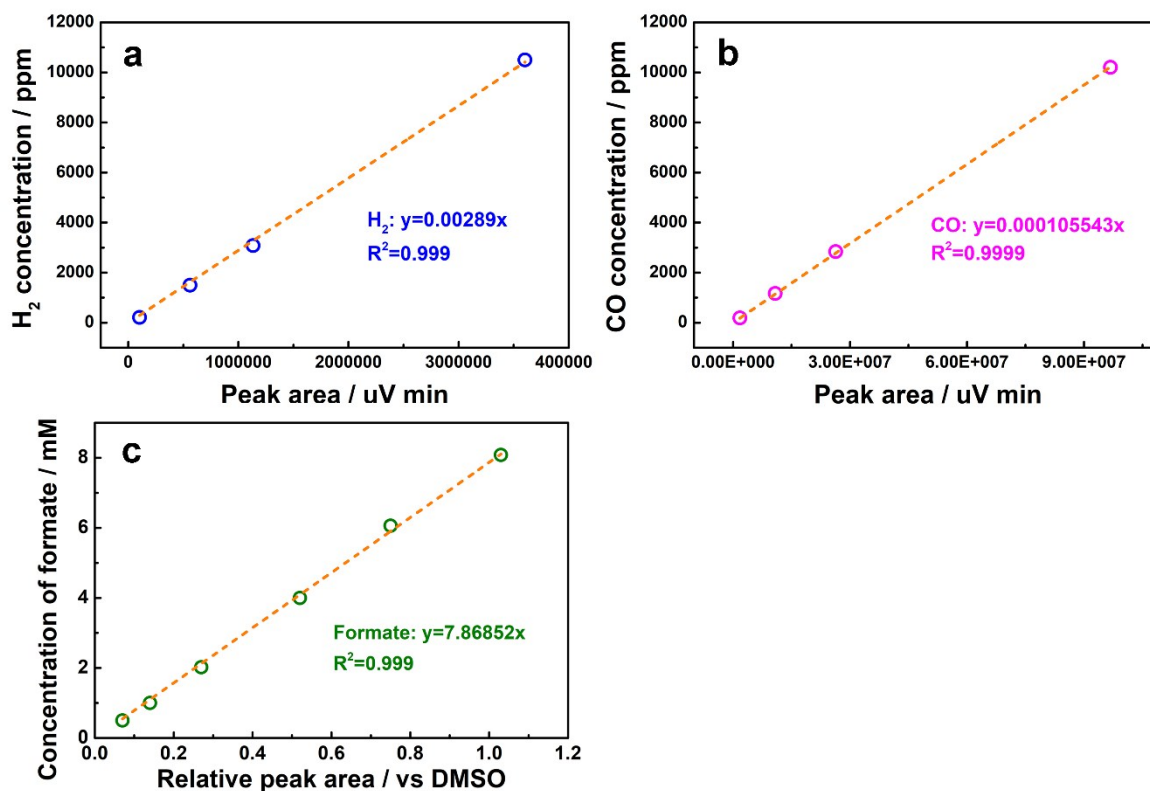 a
H₂ concentration / ppm
12000
10000
8000
6000
4000
2000
0
H₂: y=0.00289x
R²=0.999
0 1000000 2000000 3000000 400000
Peak area / uV min
b
CO concentration / ppm
12000
10000
8000
6000
4000
2000
0
CO: y=0.000105543x
R²=0.9999
0.00E+000 3.00E+007 6.00E+007 9.00E+007
Peak area / uV min
c
Concentration of formate / mM
8
6
4
2
0
Formate: y=7.86852x
R²=0.999
0.0 0.2 0.4 0.6 0.8 1.0 1.2
Relative peak area / vs DMSO